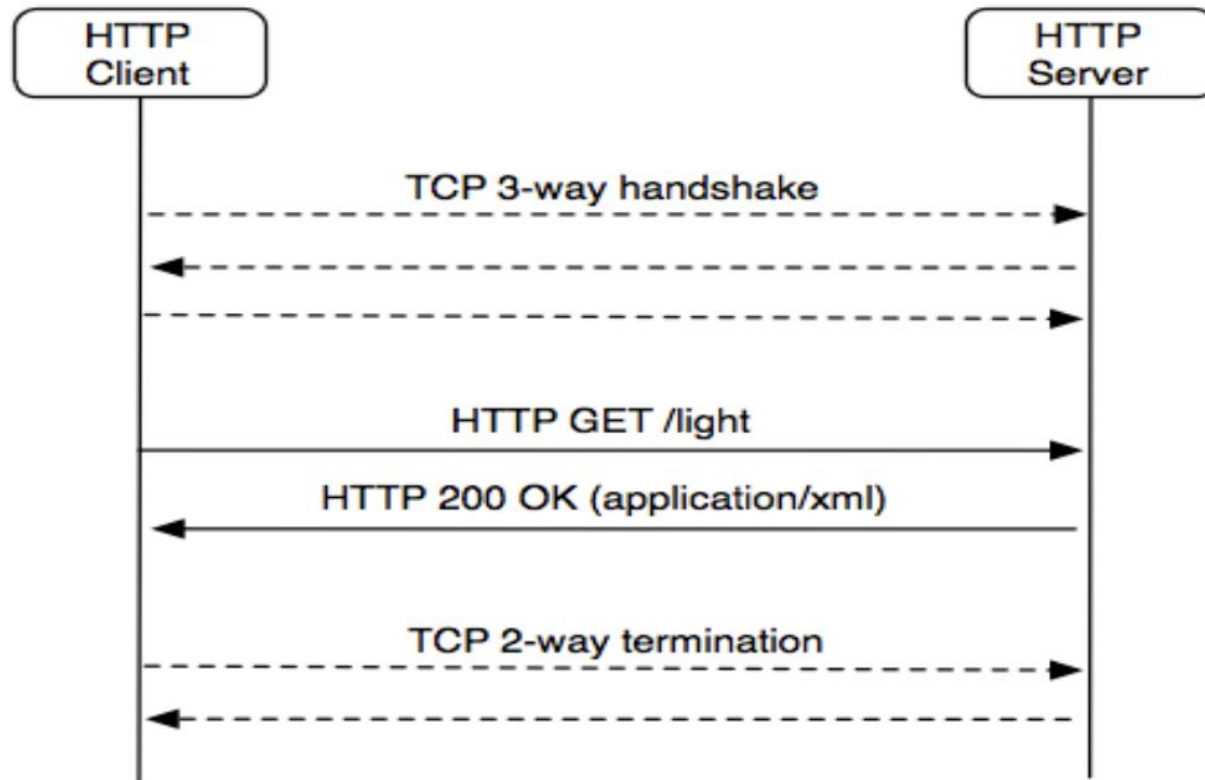 HTTP
Client
HTTP
Server
TCP 3-way handshake
HTTP GET /light
HTTP 200 OK (application/xml)
TCP 2-way termination